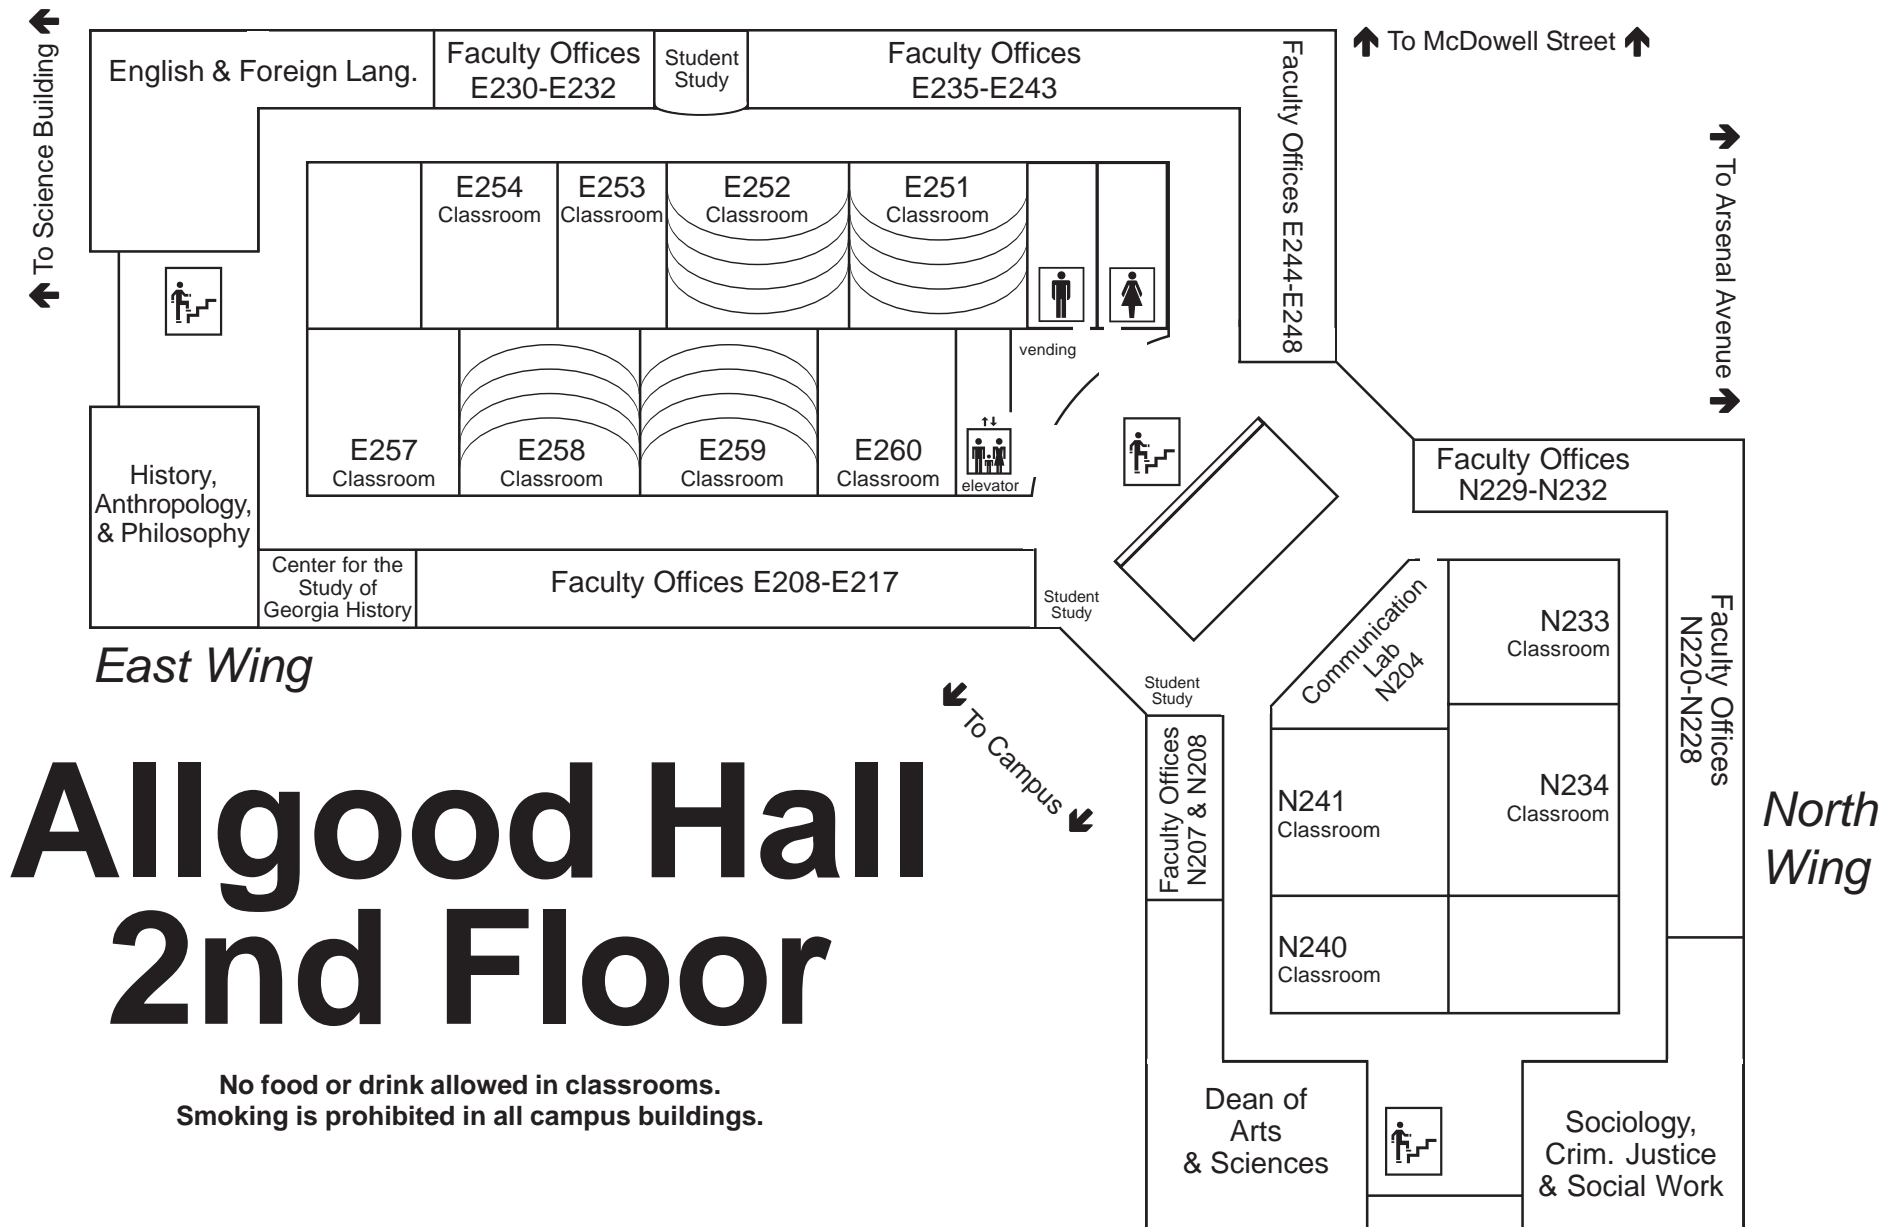 To Science Building
English & Foreign Lang.
Faculty Offices
E230-E232
Student
Study
Faculty Offices
E235-E243
Faculty Offices E244-E248
To McDowell Street
To Arsenal Avenue
E254
Classroom
E253
Classroom
E252
Classroom
E251
Classroom
vending
E257
Classroom
E258
Classroom
E259
Classroom
E260
Classroom
elevator
History,
Anthropology,
& Philosophy
Center for the
Study of
Georgia History
Faculty Offices E208-E217
Student
Study
Faculty Offices
N229-N232
Communication
Lab
N204
N233
Classroom
Faculty Offices
N220-N228
East Wing
Student
Study
To Campus
Faculty Offices
N207 & N208
N241
Classroom
N234
Classroom
North
Wing
Allgood Hall
2nd Floor
N240
Classroom
No food or drink allowed in classrooms.
Smoking is prohibited in all campus buildings.
Dean of
Arts
& Sciences
Sociology,
Crim. Justice
& Social Work